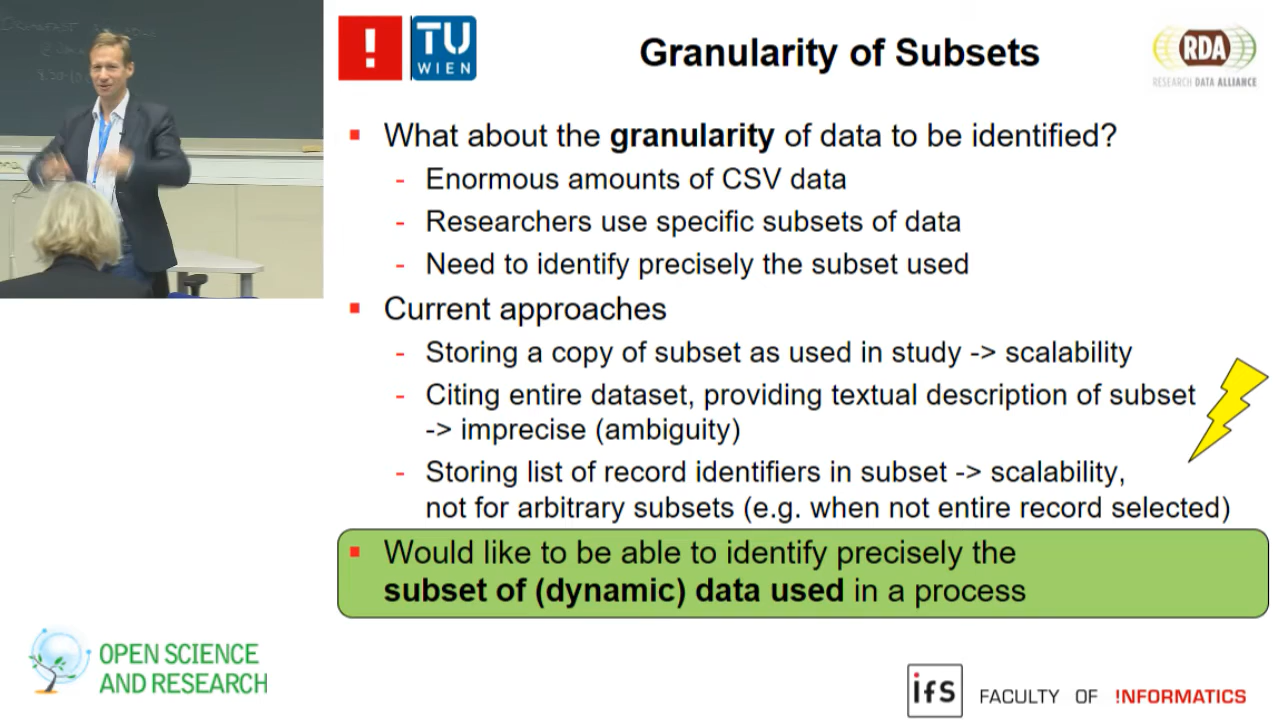 !
TU
WIEN
Granularity of Subsets
RDA
RESEARCH DATA ALLIANCE
▪ What about the granularity of data to be identified?
- Enormous amounts of CSV data
- Researchers use specific subsets of data
- Need to identify precisely the subset used
▪ Current approaches
- Storing a copy of subset as used in study -> scalability
- Citing entire dataset, providing textual description of subset
-> imprecise (ambiguity)
- Storing list of record identifiers in subset -> scalability,
not for arbitrary subsets (e.g. when not entire record selected)
▪ Would like to be able to identify precisely the
subset of (dynamic) data used in a process
OPEN SCIENCE
AND RESEARCH
ifs
FACULTY OF !NFORMATICS